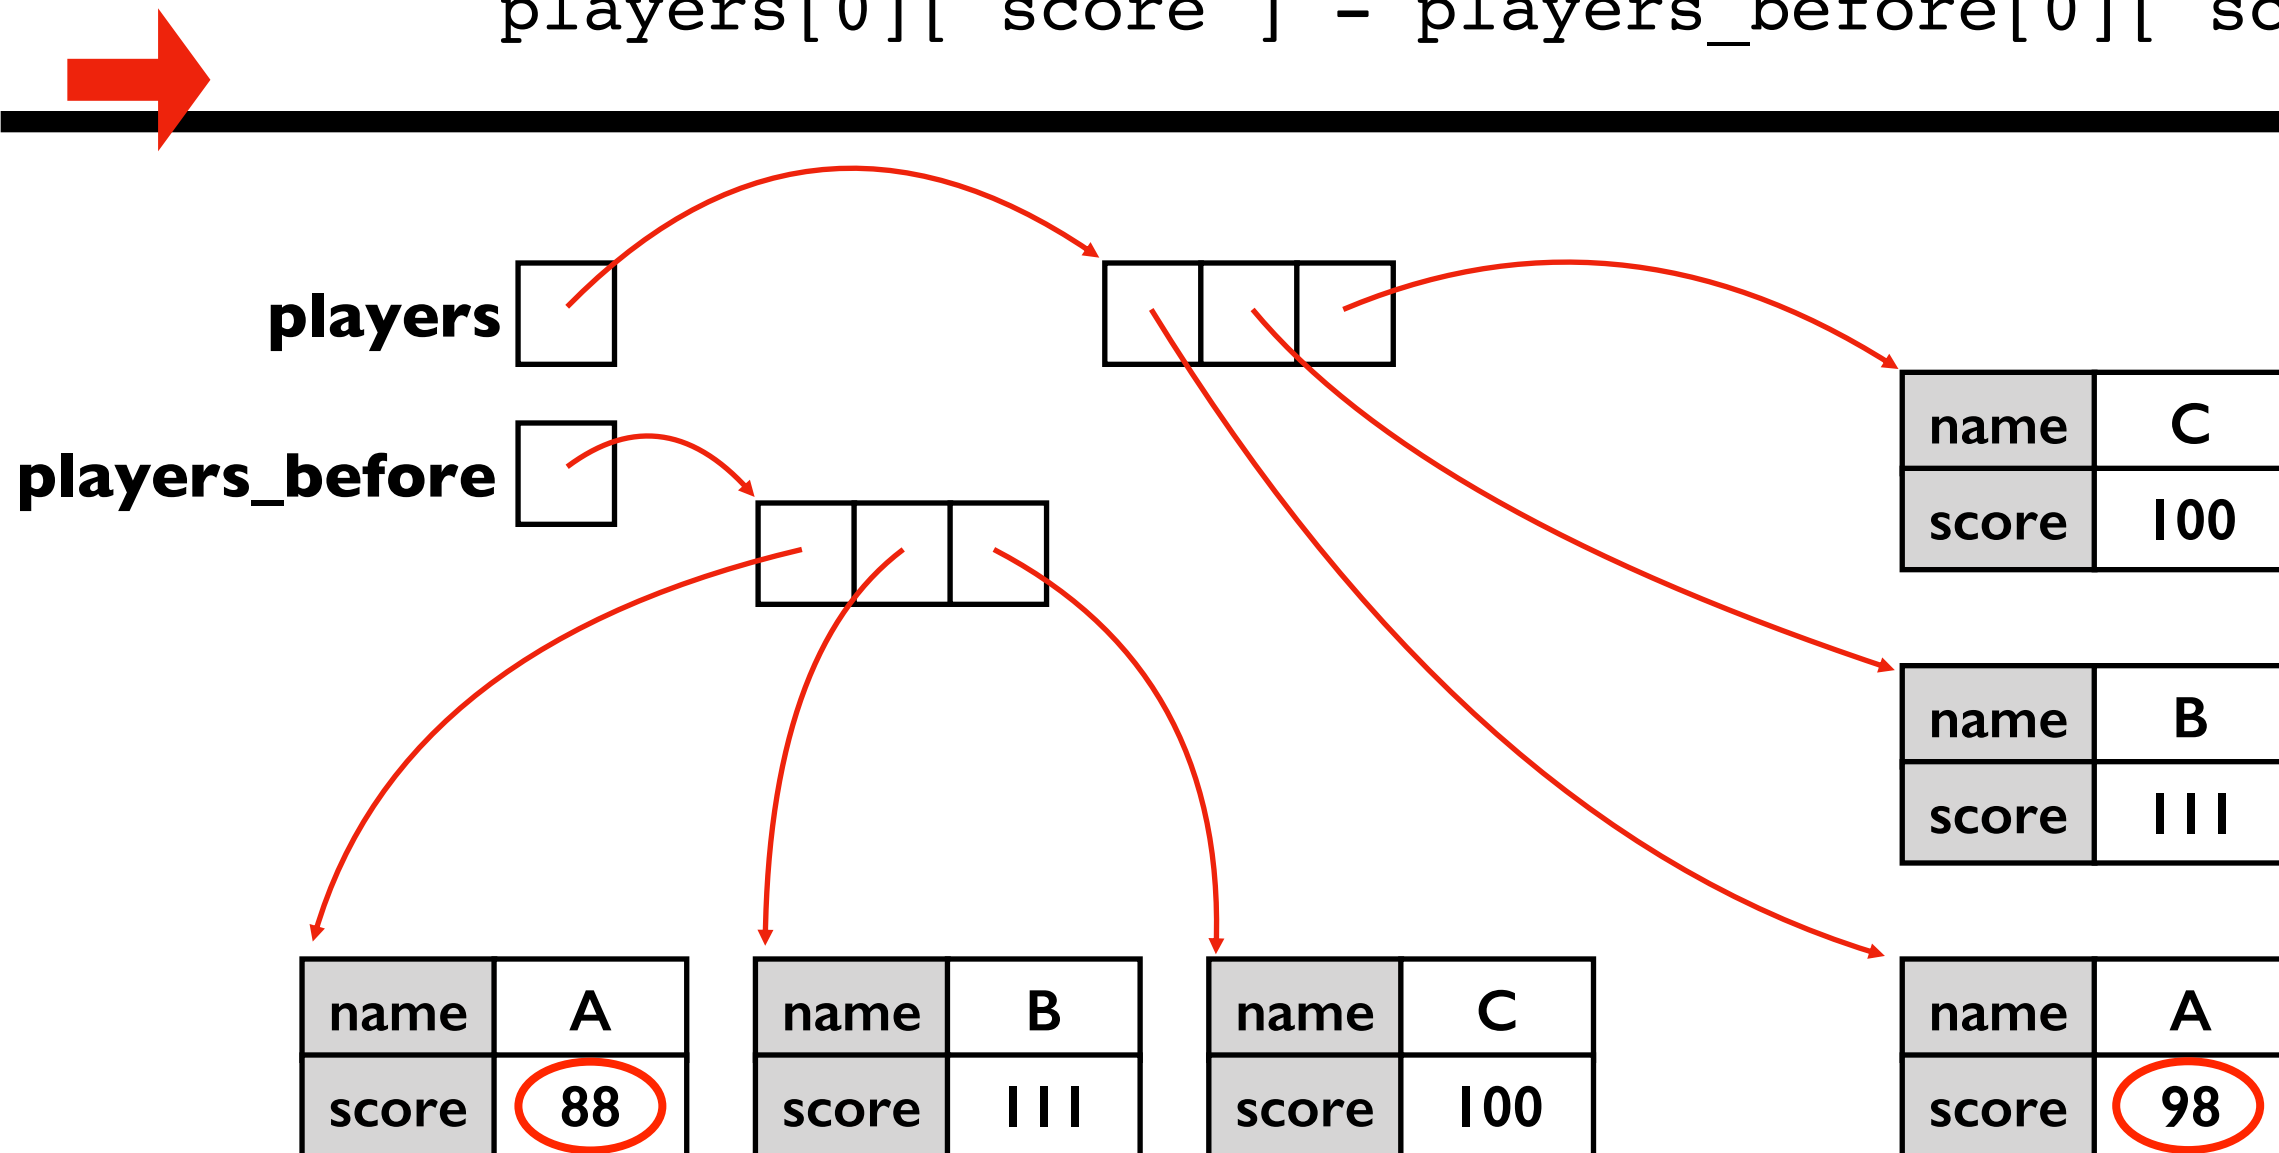 players[0][ score ] - players_before[0][ sc
players
players_before
name C
score 100
name B
score 111
name A
score 88
name B
score 111
name C
score 100
name A
score 98